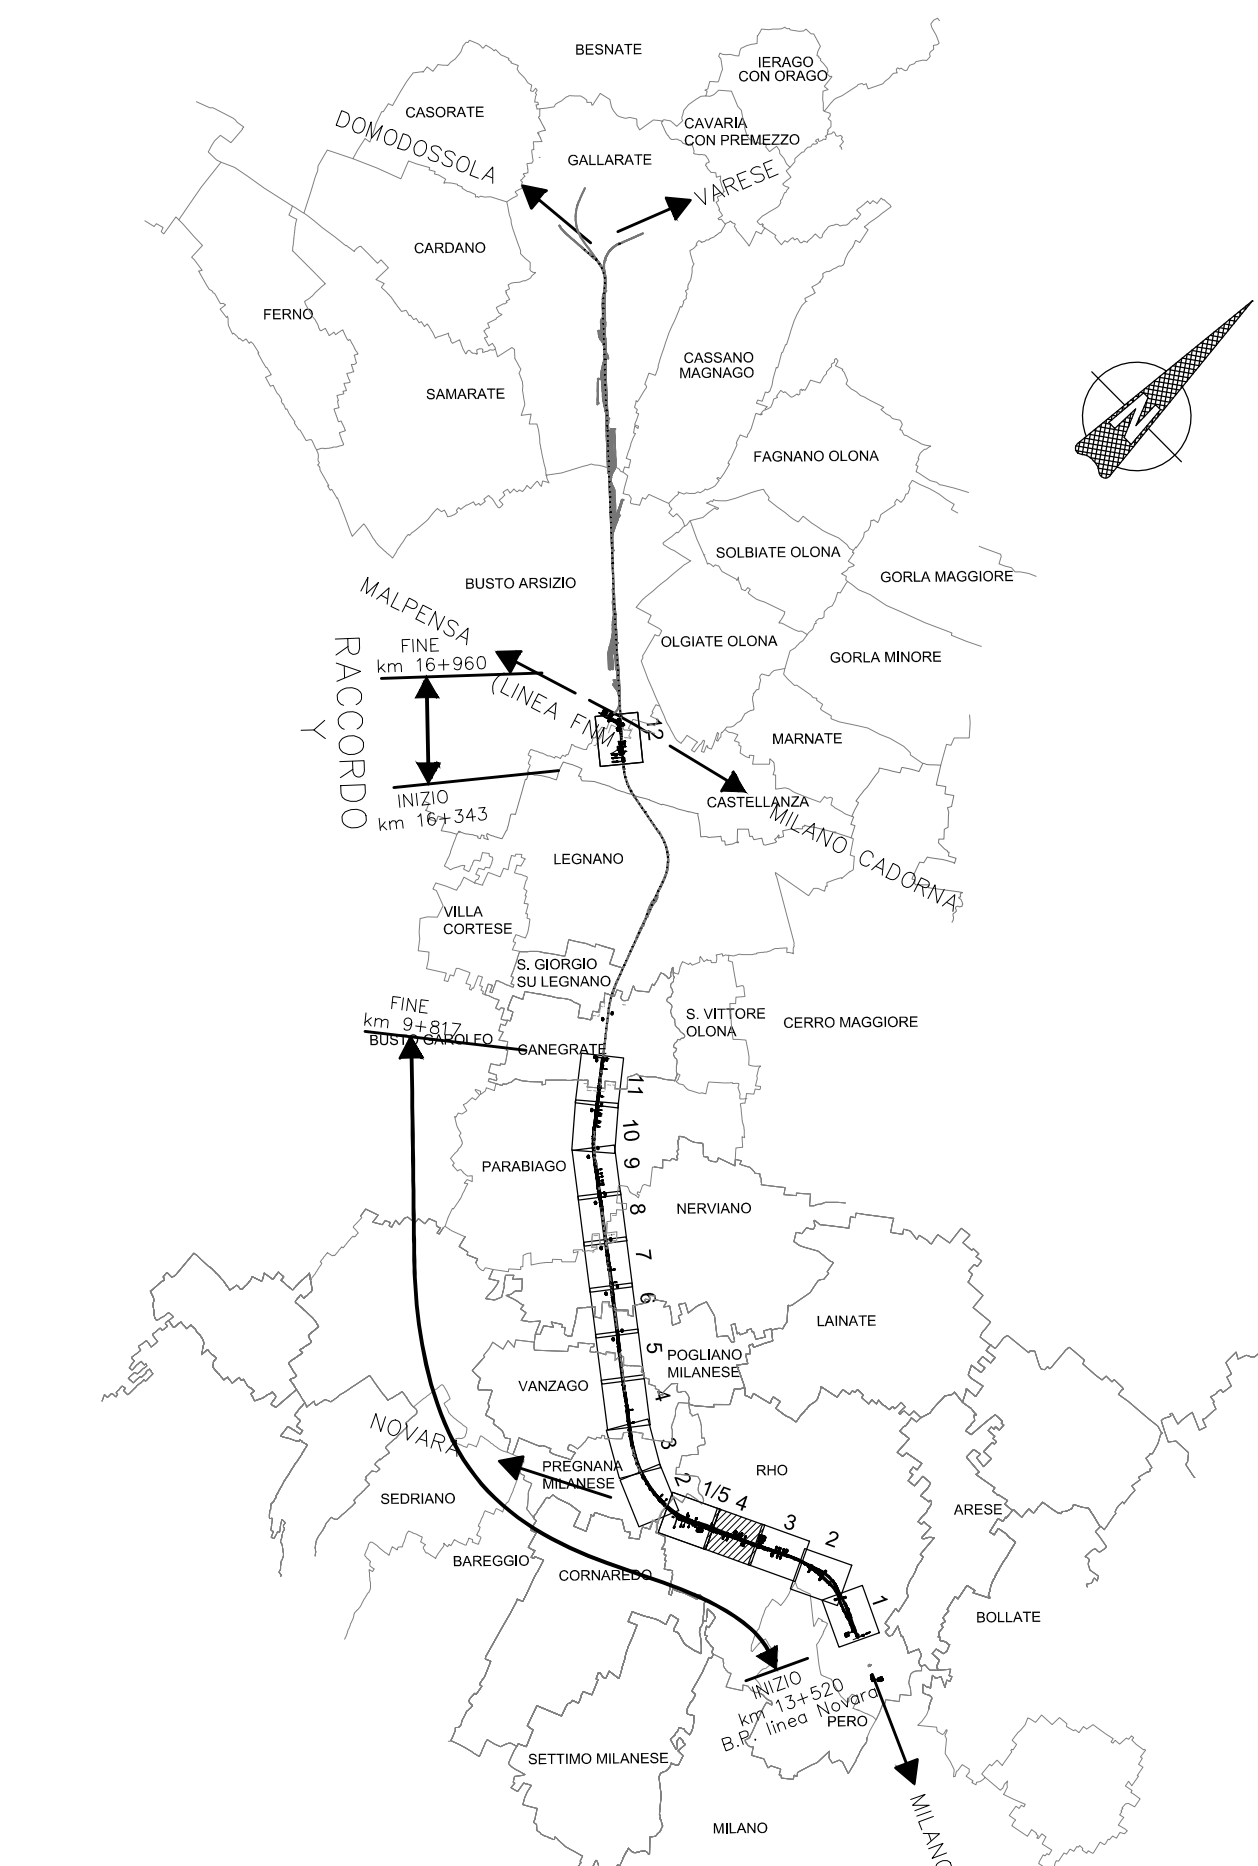 BESNATE
IERAGO
CON ORAGO
CASORATE
CAVARIA
CON PREMEZZO
DOMODOSSOLA
GALLARATE
VARESE
CARDANO
FERNO
CASSANO
MAGNAGO
SAMARATE
N
FAGNANO OLONA
SOLBIATE OLONA
GORLA MAGGIORE
BUSTO ARSIZIO
MALPENSA
OLGIATE OLONA
GORLA MINORE
FINE
km 16+960
RACCORDO
Y
(LINEA FNM)
12
MARNATE
INIZIO
km 16+343
CASTELLANZA
MILANO CADORNA
LEGNANO
VILLA
CORTESE
S. GIORGIO
SU LEGNANO
FINE
km 9+817
S. VITTORE
OLONA
CERRO MAGGIORE
BUSTO GAROLFO
CANEGRATE
11
10
PARABIAGO
9
8
NERVIANO
7
6
LAINATE
5
POGLIANO
MILANESE
VANZAGO
4
NOVARA
3
PREGNANA
MILANESE
2
RHO
SEDRIANO
1/5
4
3
2
ARESE
BAREGGIO
CORNAREDO
1
BOLLATE
INIZIO
km 13+520
B.P. linea Novara
PERO
SETTIMO MILANESE
MILANO
MILANO